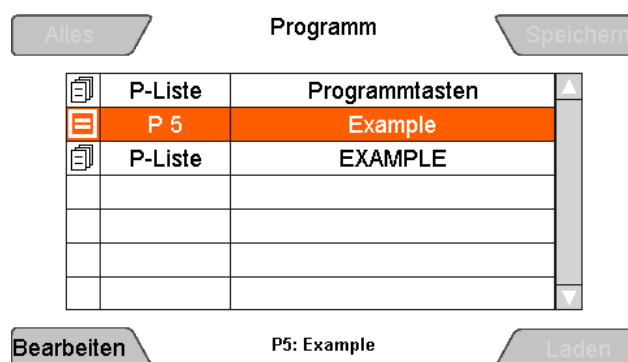 Alles Programm Speichern
P-Liste Programmtasten
P 5 Example
P-Liste EXAMPLE
Bearbeiten P5: Example Laden